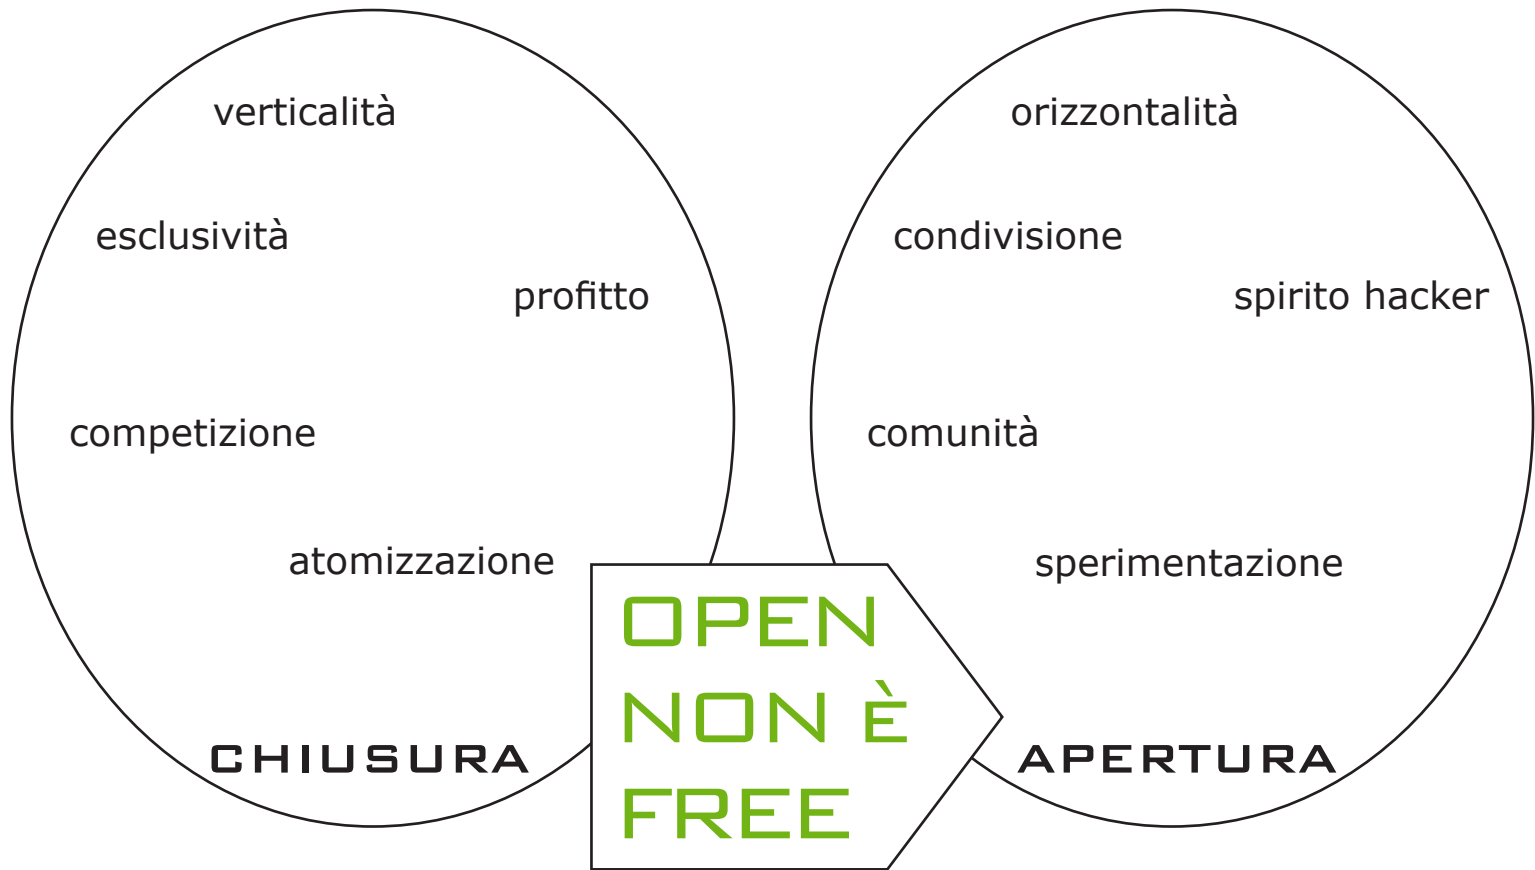 verticalità
esclusività
profitto
competizione
atomizzazione
CHIUSURA
orizzontalità
condivisione
spirito hacker
comunità
sperimentazione
APERTURA
OPEN
NON È
FREE